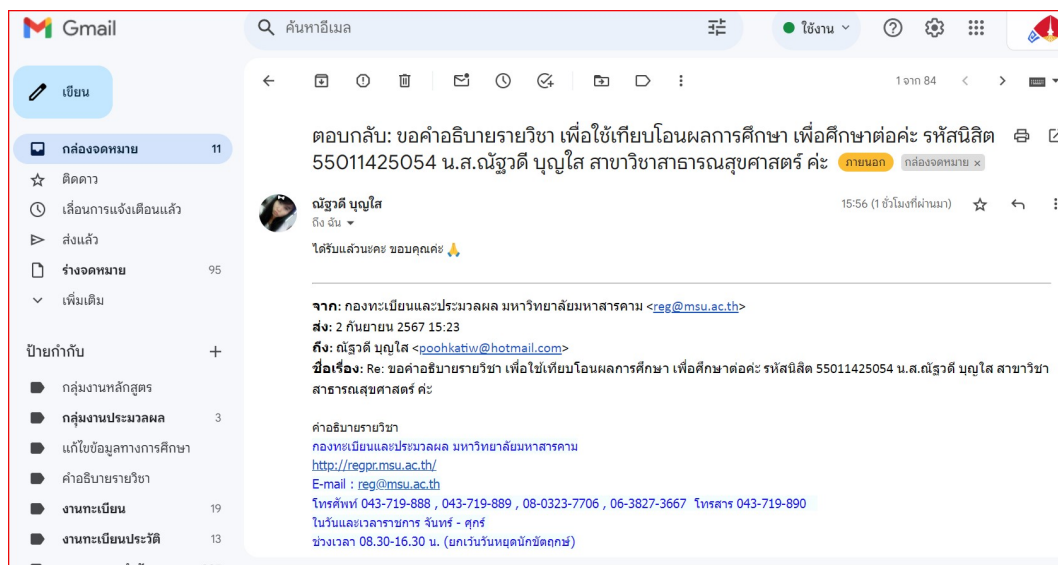 Gmail
ค้นหาอีเมล
ใช้งาน
เขียน
1 จาก 84
กล่องจดหมาย 11
ติดดาว
เลื่อนการแจ้งเตือนแล้ว
ส่งแล้ว
ร่างจดหมาย 95
เพิ่มเติม
ป้ายกำกับ
กลุ่มงานหลักสูตร
กลุ่มงานประมวลผล 3
แก้ไขข้อมูลทางการศึกษา
คำอธิบายรายวิชา
งานทะเบียน 19
งานทะเบียนประวัติ 13
ตอบกลับ: ขอคำอธิบายรายวิชา เพื่อใช้เทียบโอนผลการศึกษา เพื่อศึกษาต่อค่ะ รหัสนิสิต
55011425054 น.ส.ณัฐวดี บุญใส สาขาวิชาสาธารณสุขศาสตร์ ค่ะ ภายนอก กล่องจดหมาย ×
ณัฐวดี บุญใส 15:56 (1 ชั่วโมงที่ผ่านมา)
ถึง ฉัน
ได้รับแล้วนะคะ ขอบคุณค่ะ 🙏
จาก: กองทะเบียนและประมวลผล มหาวิทยาลัยมหาสารคาม <reg@msu.ac.th>
ส่ง: 2 กันยายน 2567 15:23
ถึง: ณัฐวดี บุญใส <poohkatiw@hotmail.com>
ชื่อเรื่อง: Re: ขอคำอธิบายรายวิชา เพื่อใช้เทียบโอนผลการศึกษา เพื่อศึกษาต่อค่ะ รหัสนิสิต 55011425054 น.ส.ณัฐวดี บุญใส สาขาวิชา
สาธารณสุขศาสตร์ ค่ะ
คำอธิบายรายวิชา
กองทะเบียนและประมวลผล มหาวิทยาลัยมหาสารคาม
http://regpr.msu.ac.th/
E-mail : reg@msu.ac.th
โทรศัพท์ 043-719-888 , 043-719-889 , 08-0323-7706 , 06-3827-3667 โทรสาร 043-719-890
ในวันและเวลาราชการ จันทร์ - ศุกร์
ช่วงเวลา 08.30-16.30 น. (ยกเว้นวันหยุดนักขัตฤกษ์)